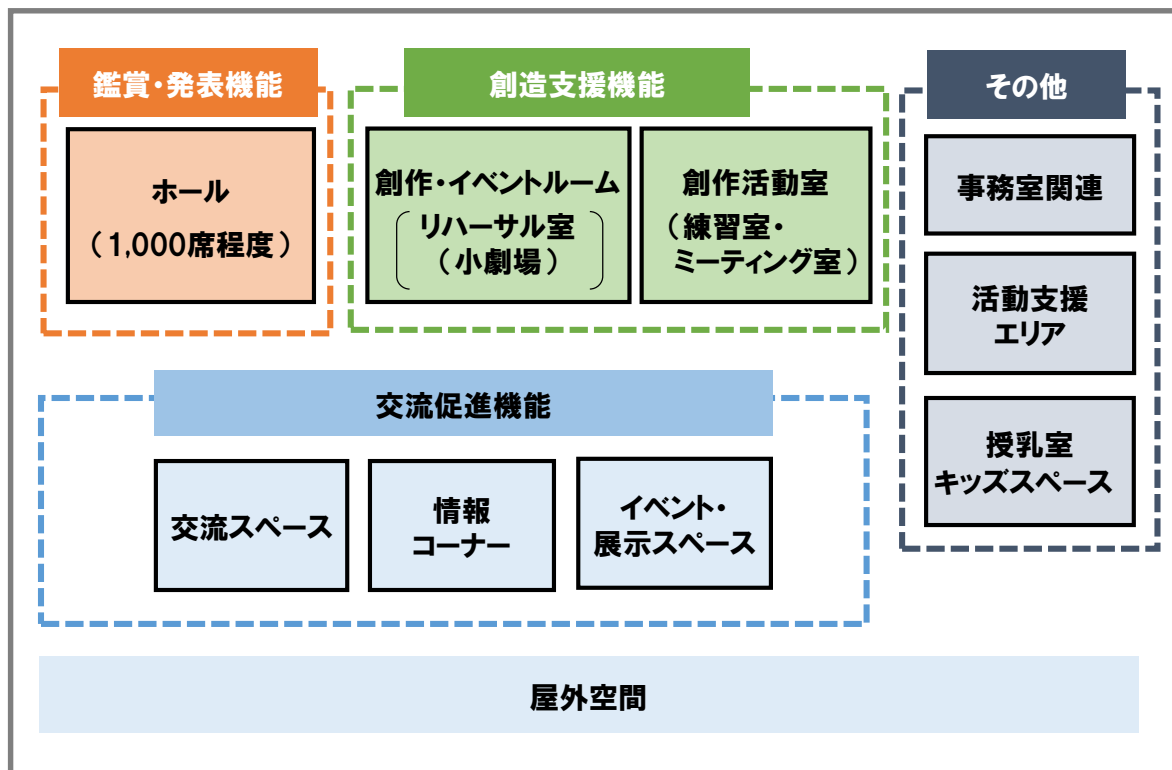 鑑賞・発表機能
ホール
（1,000席程度）
創造支援機能
創作・イベントルーム
リハーサル室
（小劇場）
創作活動室
（練習室・
ミーティング室）
その他
事務室関連
活動支援
エリア
授乳室
キッズスペース
交流促進機能
交流スペース
情報
コーナー
イベント・
展示スペース
屋外空間